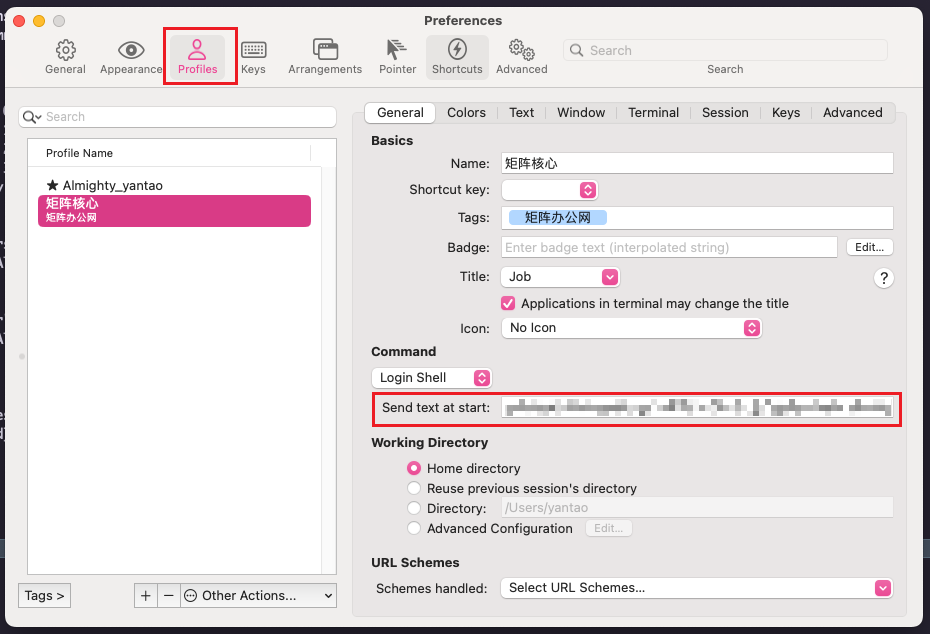 Preferences
General Appearance Profiles Keys Arrangements Pointer Shortcuts Advanced
Search
Search
Search
Profile Name
★ Almighty_yantao
矩阵核心
矩阵办公网
Tags >
+ − Other Actions...
General Colors Text Window Terminal Session Keys Advanced
Basics
Name: 矩阵核心
Shortcut key:
Tags: 矩阵办公网
Badge: Enter badge text (interpolated string) Edit...
Title: Job ?
Applications in terminal may change the title
Icon: No Icon
Command
Login Shell
Send text at start:
Working Directory
Home directory
Reuse previous session's directory
Directory: /Users/yantao
Advanced Configuration Edit...
URL Schemes
Schemes handled: Select URL Schemes...